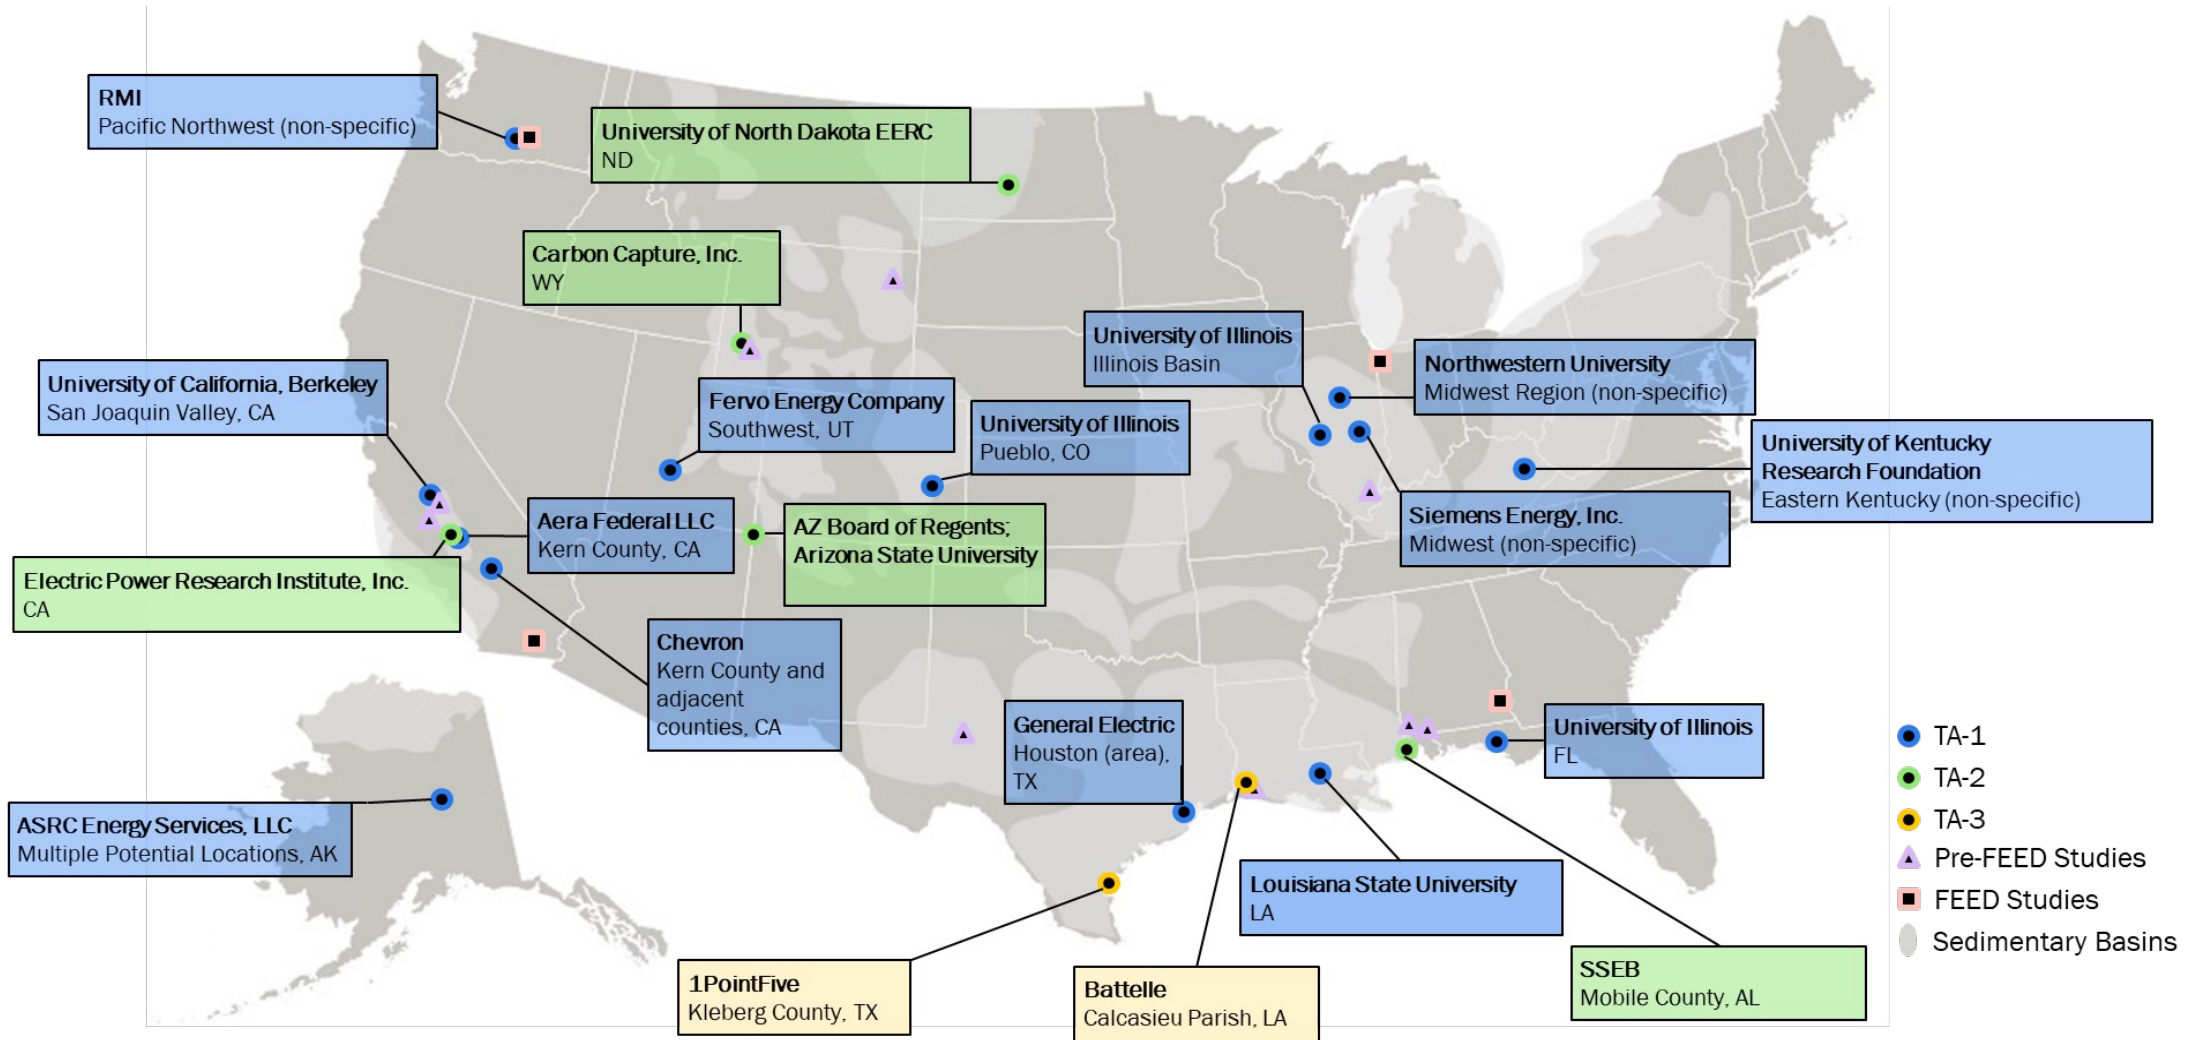 RMI
Pacific Northwest (non-specific)
University of North Dakota EERC
ND
Carbon Capture, Inc.
WY
University of Illinois
Illinois Basin
Northwestern University
Midwest Region (non-specific)
University of California, Berkeley
San Joaquin Valley, CA
Fervo Energy Company
Southwest, UT
University of Illinois
Pueblo, CO
University of Kentucky
Research Foundation
Eastern Kentucky (non-specific)
Siemens Energy, Inc.
Midwest (non-specific)
Aera Federal LLC
Kern County, CA
AZ Board of Regents;
Arizona State University
Electric Power Research Institute, Inc.
CA
Chevron
Kern County and
adjacent
counties, CA
General Electric
Houston (area),
TX
University of Illinois
FL
ASRC Energy Services, LLC
Multiple Potential Locations, AK
Louisiana State University
LA
1PointFive
Kleberg County, TX
Battelle
Calcasieu Parish, LA
SSEB
Mobile County, AL
TA-1
TA-2
TA-3
Pre-FEED Studies
FEED Studies
Sedimentary Basins